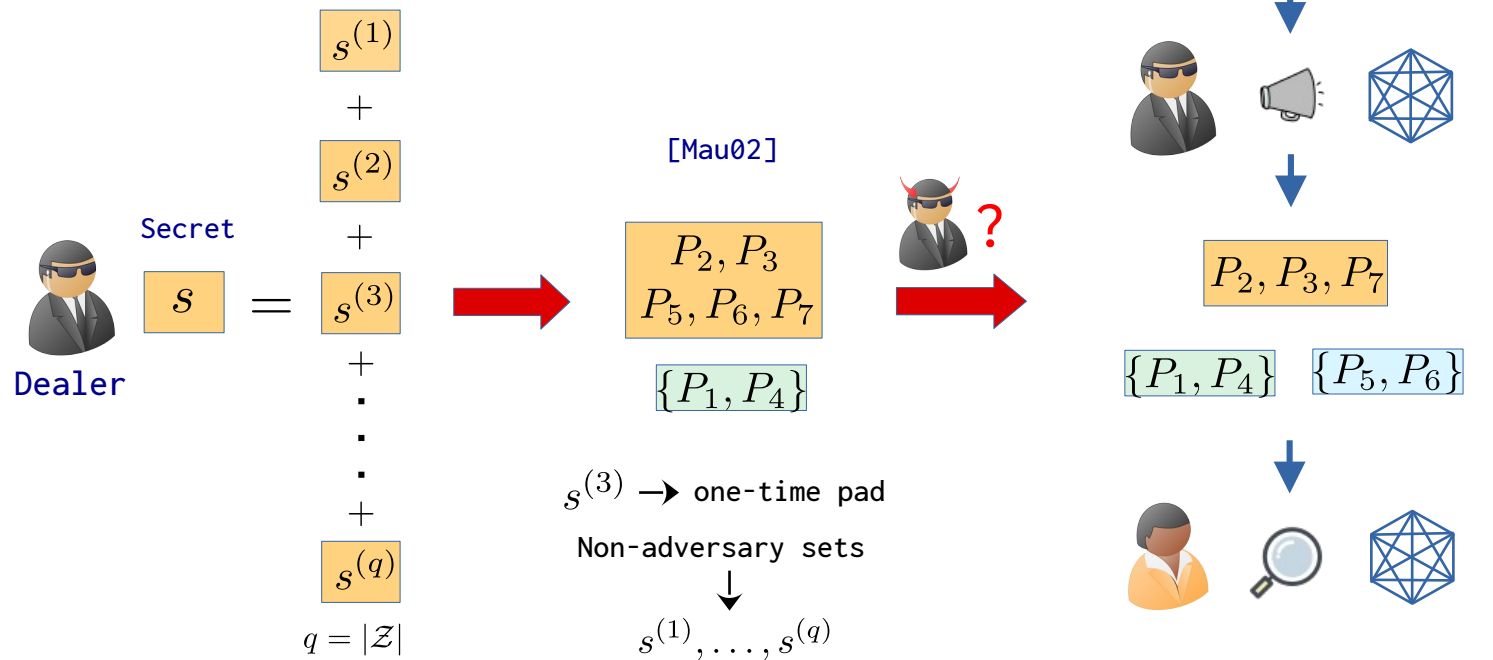 s^{(1)}
+
s^{(2)}
+
Secret
s = s^{(3)}
Dealer
+
.
.
.
+
s^{(q)}
q = |𝒵|
[Mau02]
P_2, P_3
P_5, P_6, P_7
{P_1, P_4}
s^{(3)} → one-time pad
Non-adversary sets
s^{(1)}, . . . , s^{(q)}
?
P_2, P_3, P_7
{P_1, P_4} {P_5, P_6}